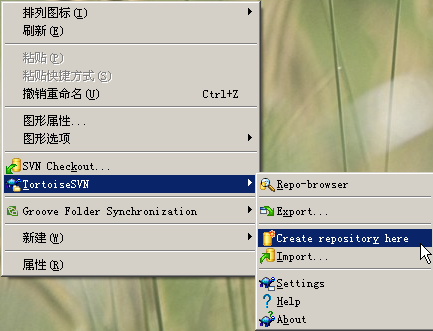 排列图标(I)
刷新(E)
粘贴(P)
粘贴快捷方式(S)
撤销重命名(U) Ctrl+Z
图形属性...
图形选项
SVN Checkout...
TortoiseSVN
Groove Folder Synchronization
新建(W)
属性(R)
Repo-browser
Export...
Create repository here
Import...
Settings
Help
About